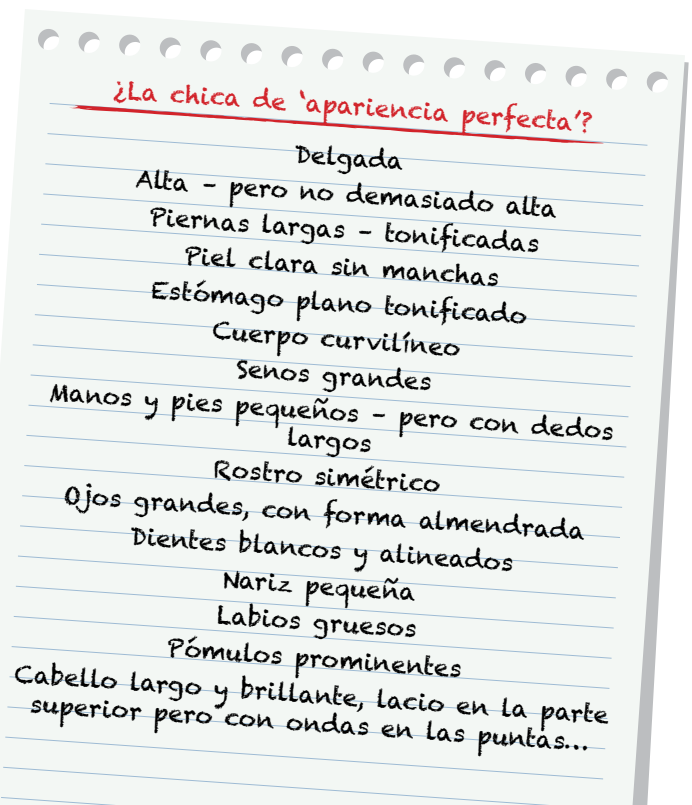 ¿La chica de ‘apariencia perfecta’?
Delgada
Alta – pero no demasiado alta
Piernas largas – tonificadas
Piel clara sin manchas
Estómago plano tonificado
Cuerpo curvilíneo
Senos grandes
Manos y pies pequeños – pero con dedos
largos
Rostro simétrico
Ojos grandes, con forma almendrada
Dientes blancos y alineados
Nariz pequeña
Labios gruesos
Pómulos prominentes
Cabello largo y brillante, lacio en la parte
superior pero con ondas en las puntas...